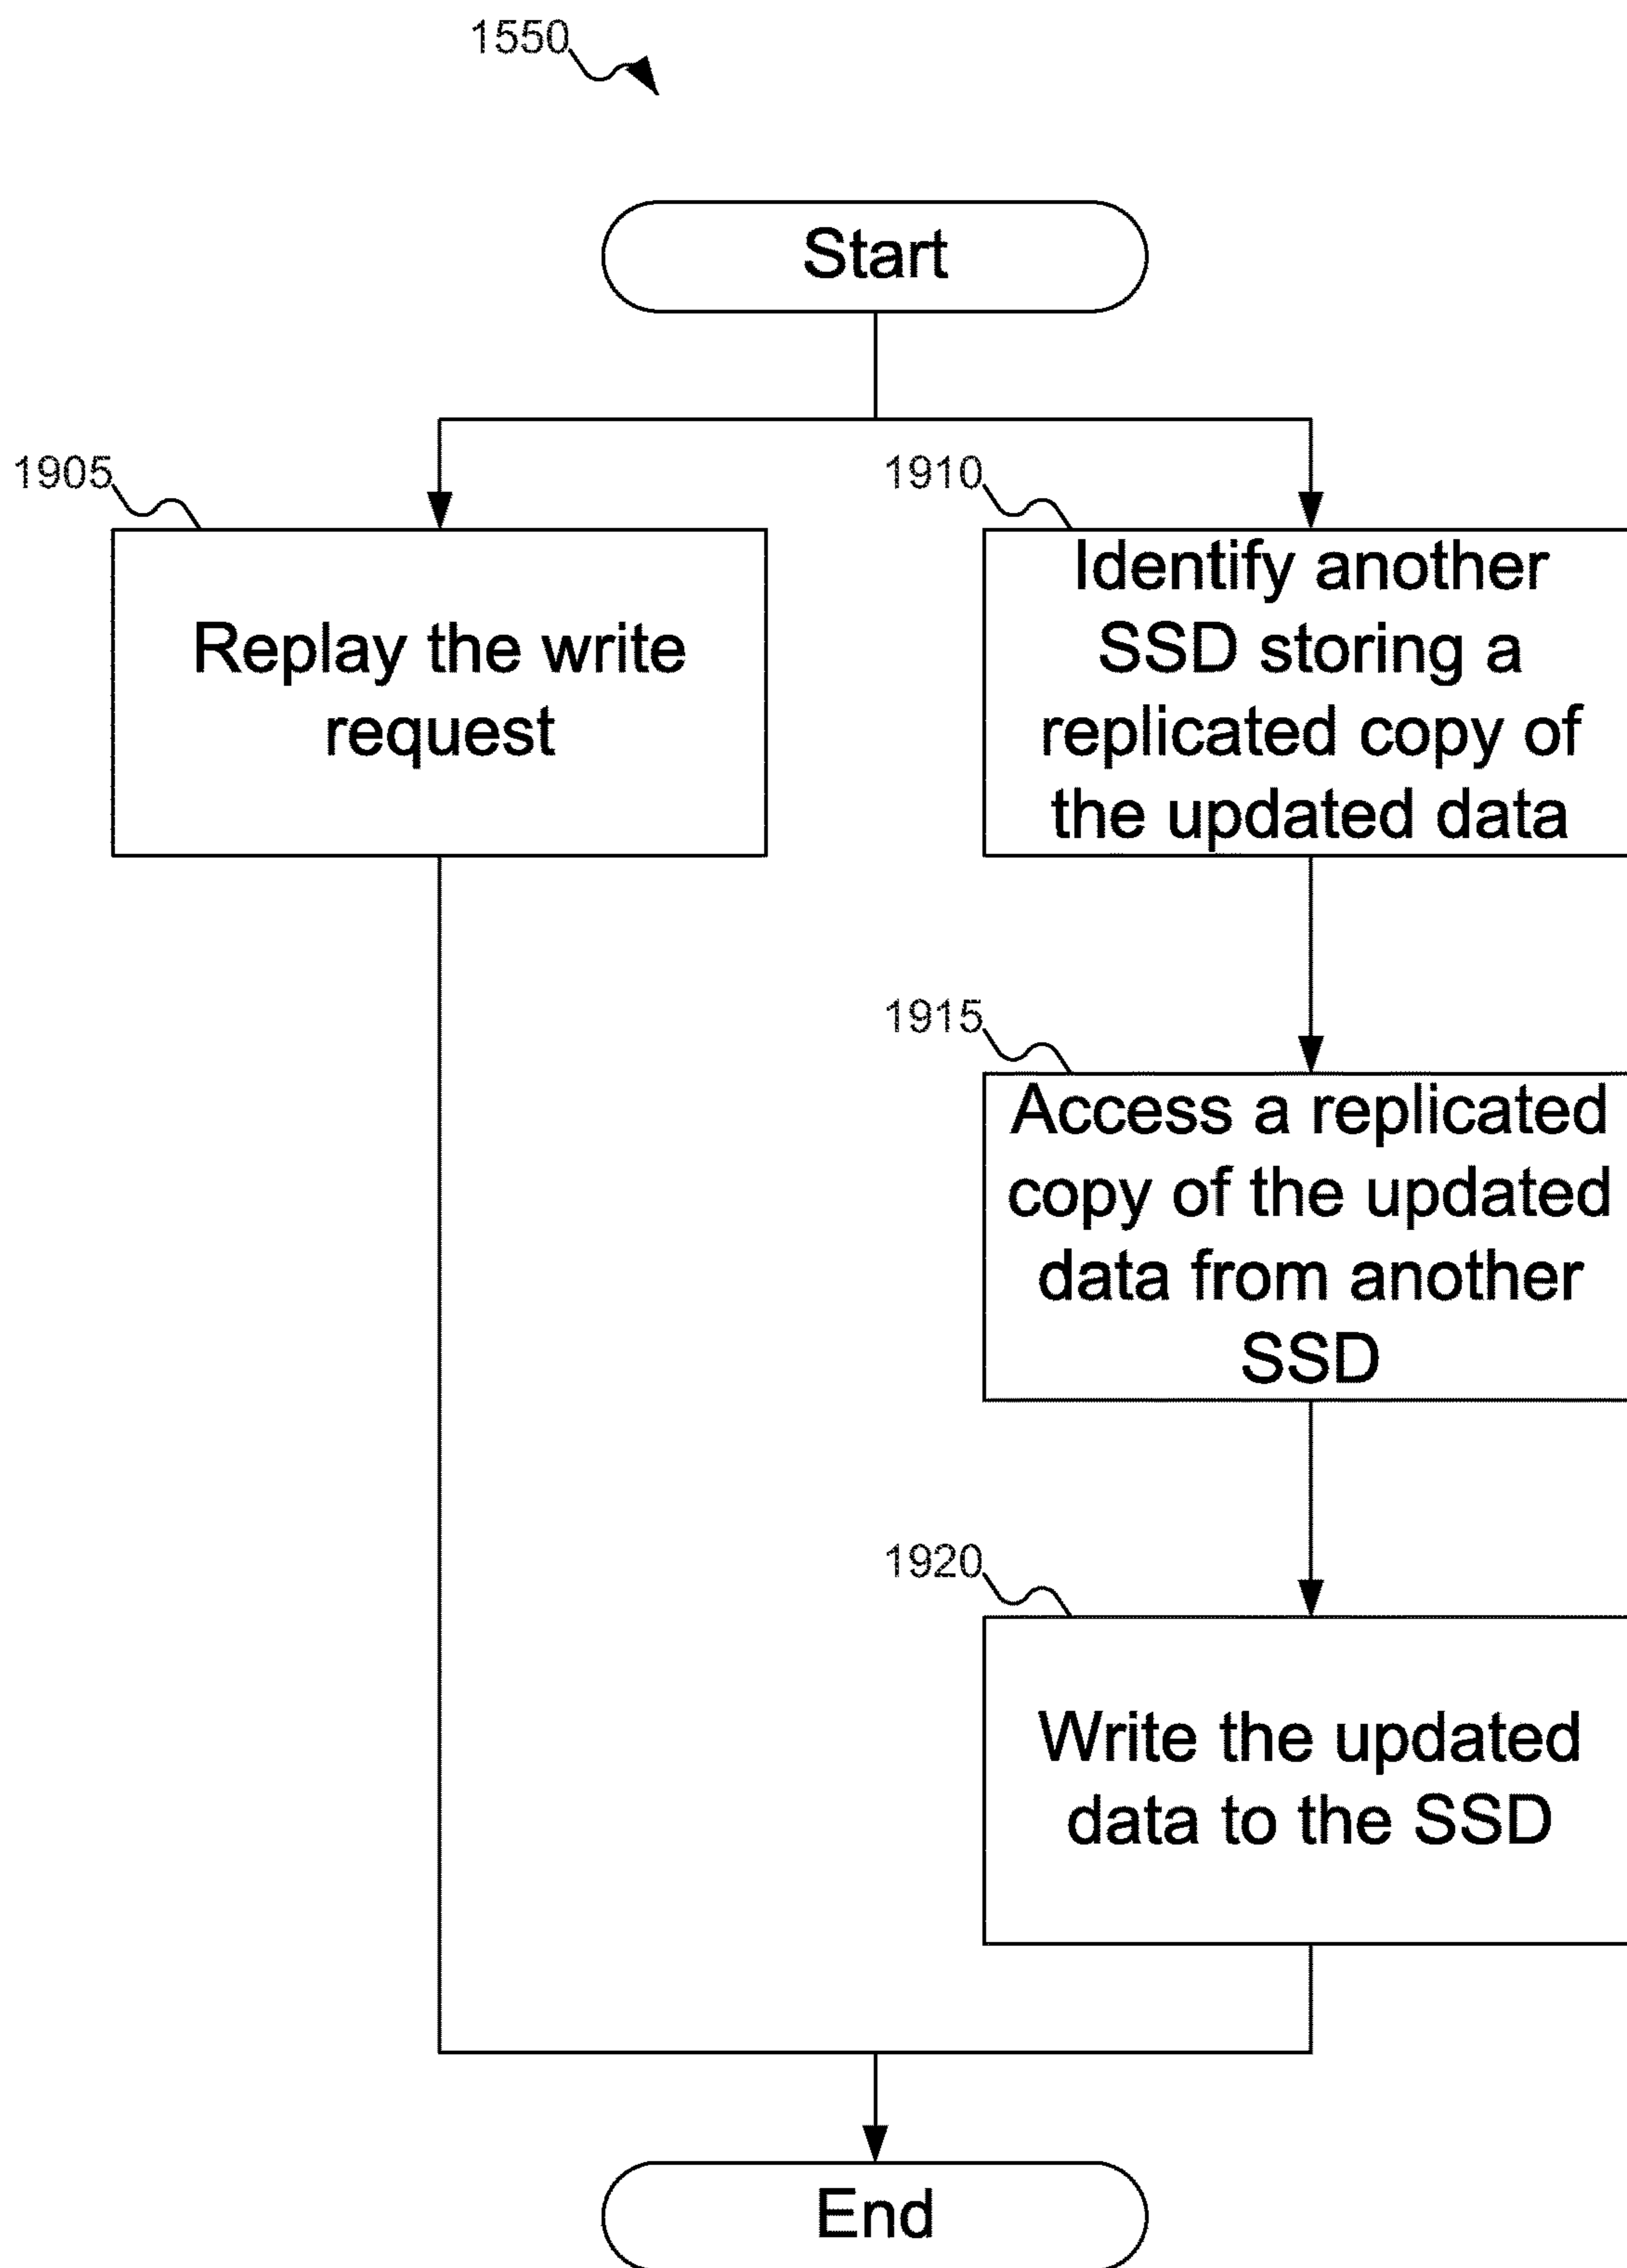 1550
Start
1905
Replay the write
request
1910
Identify another
SSD storing a
replicated copy of
the updated data
1915
Access a replicated
copy of the updated
data from another
SSD
1920
Write the updated
data to the SSD
End